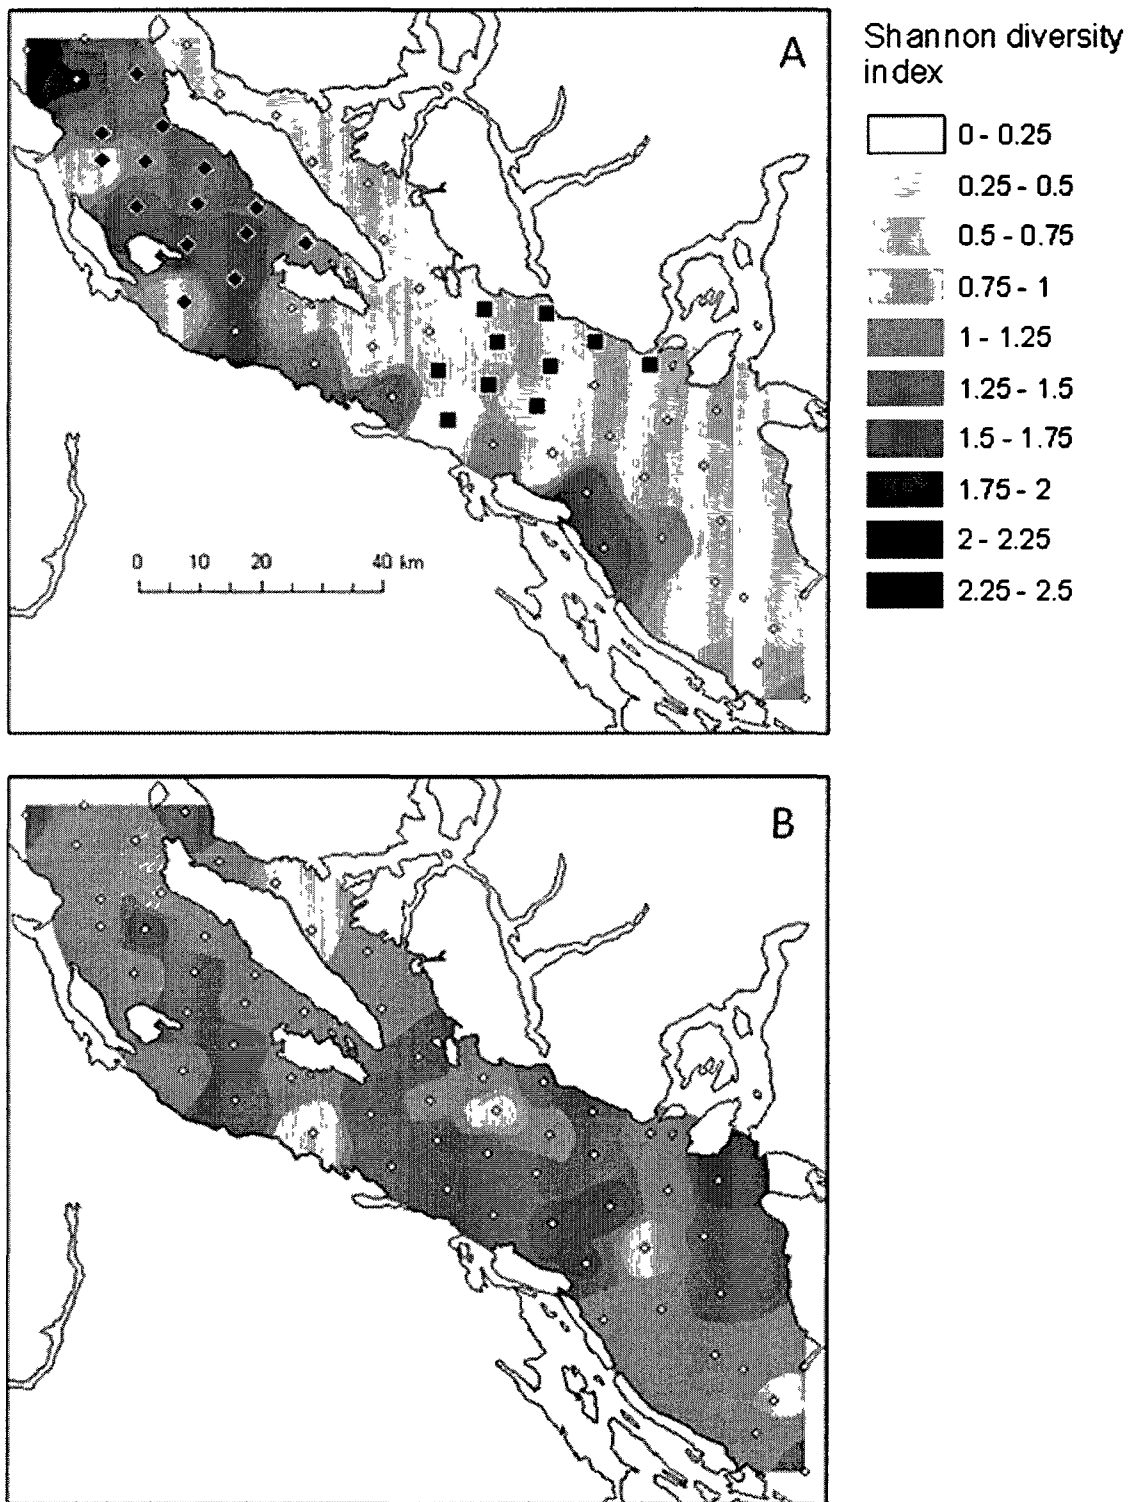 A
Shannon diversity
index
0 - 0.25
0.25 - 0.5
0.5 - 0.75
0.75 - 1
1 - 1.25
1.25 - 1.5
1.5 - 1.75
1.75 - 2
2 - 2.25
2.25 - 2.5
0 10 20 40 km
B